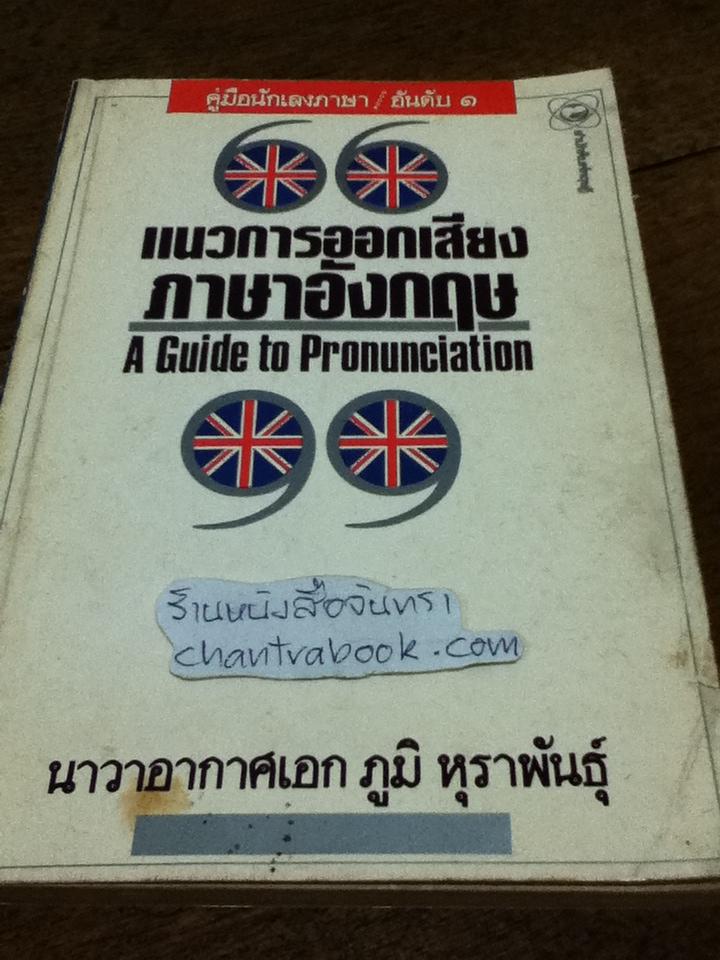 คู่มือนักเลงภาษา / อันดับ ๑
แนวการออกเสียง
ภาษาอังกฤษ
A Guide to Pronunciation
ร้านหนังสือจันทรา
chantrabook.com
นาวาอากาศเอก ภูมิ หุราพันธุ์